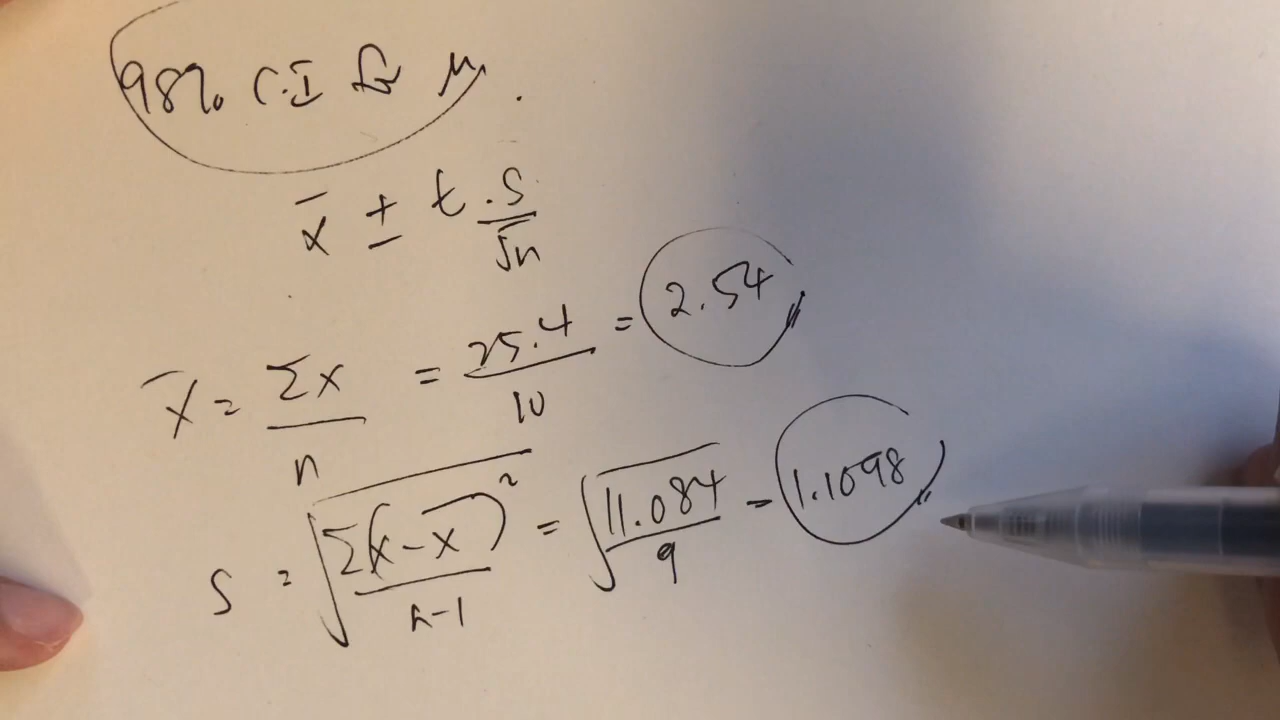 98% C.I for μ.
x̄ ± t · s/√n
x̄ = Σx/n = 25.4/10 = 2.54
s = √(Σ(x-x̄)²/(n-1)) = √(11.084/9) = 1.1098